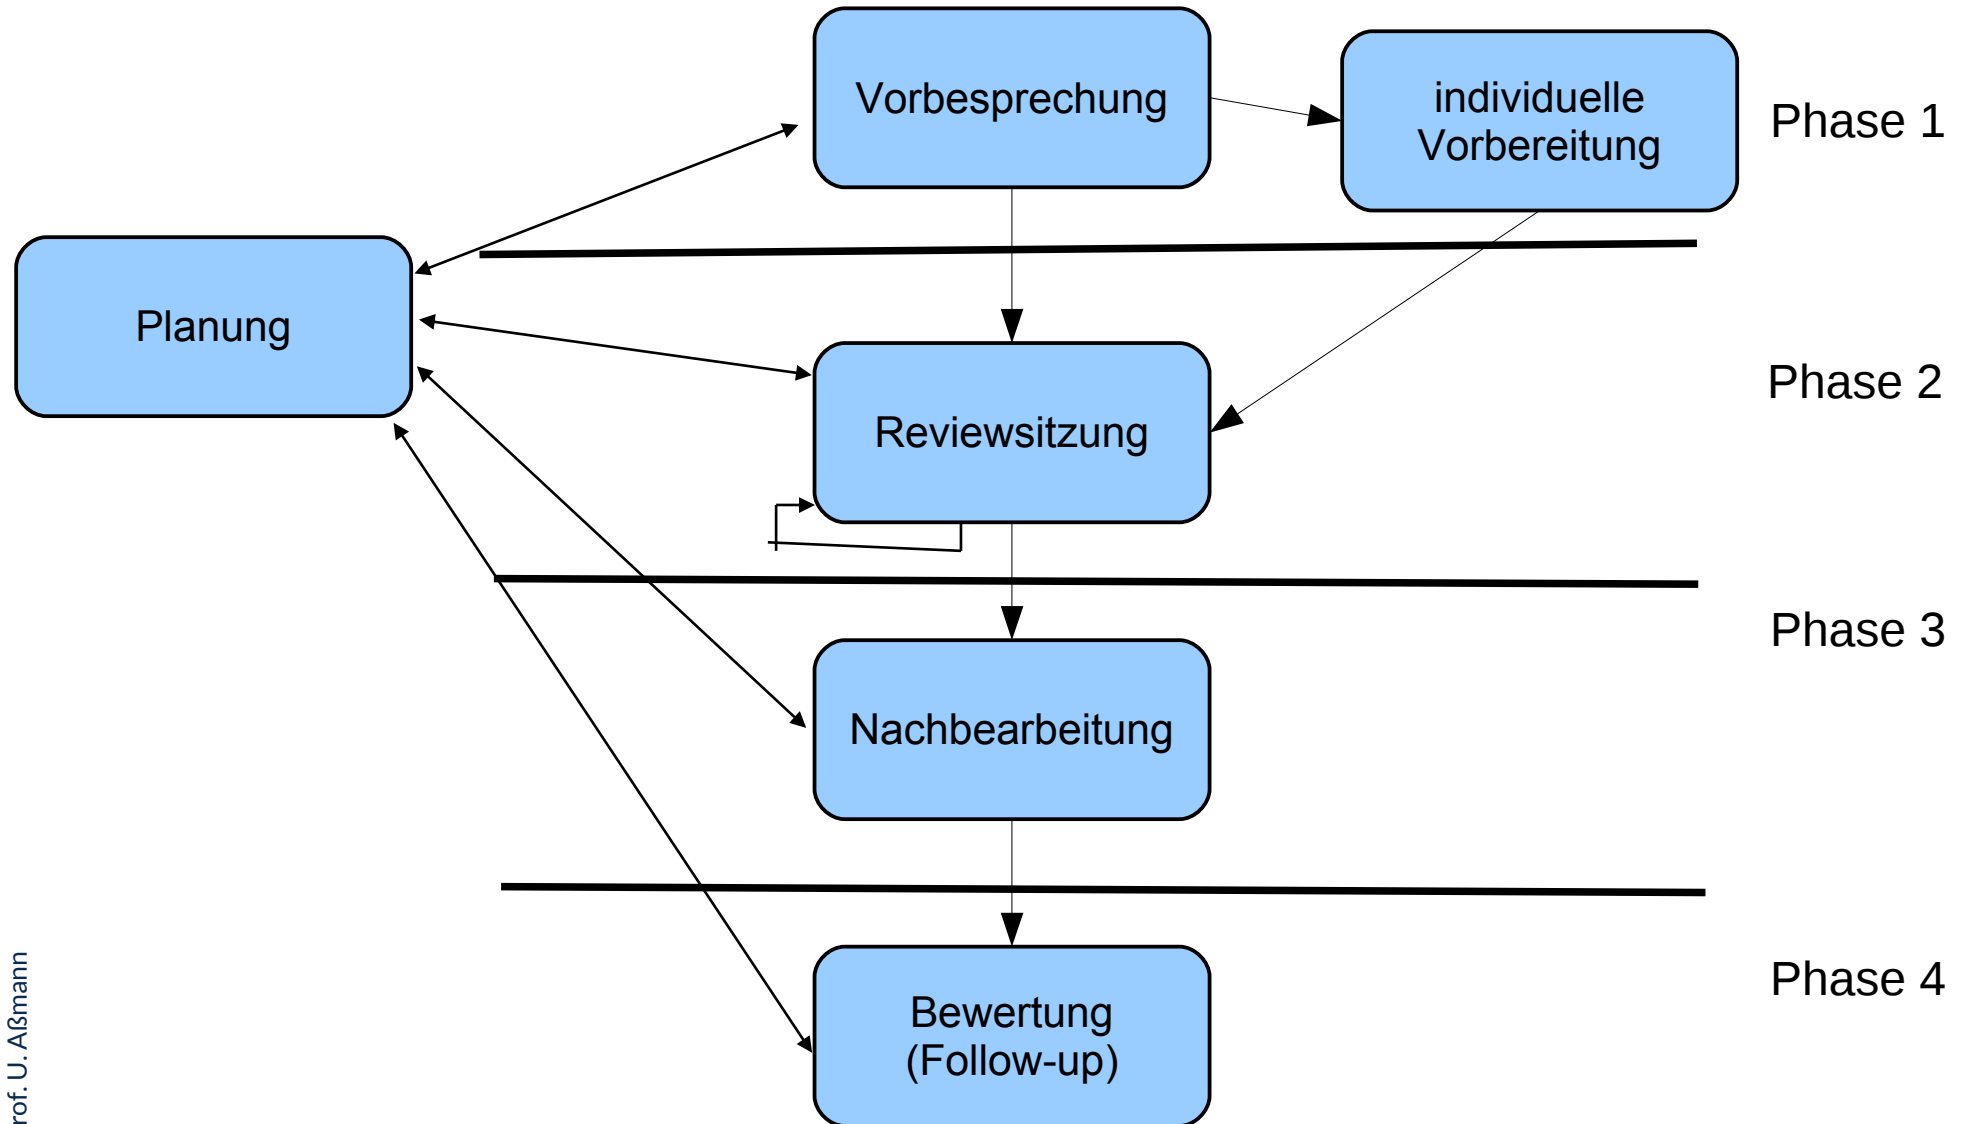 Vorbesprechung
individuelle
Vorbereitung
Phase 1
Planung
Phase 2
Reviewsitzung
Phase 3
Nachbearbeitung
Phase 4
Bewertung
(Follow-up)
rof. U. Aßmann